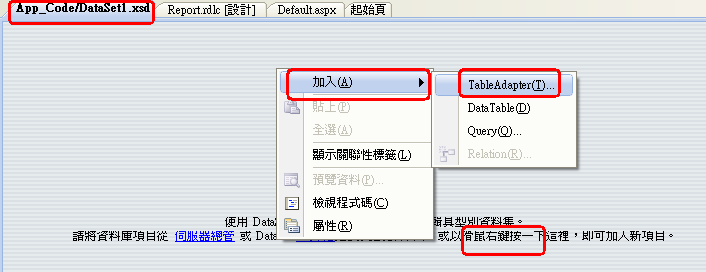 App_Code/DataSet1.xsd Report.rdlc [設計] Default.aspx 起始頁
加入(A)
貼上(P)
全選(A)
顯示關聯性標籤(L)
預覽資料(P)...
檢視程式碼(C)
屬性(R)
TableAdapter(T)...
DataTable(D)
Query(Q)...
Relation(R)...
使用 Data 具型別資料集。
請將資料庫項目從 伺服器總管 或 Data 或以滑鼠右鍵按一下這裡，即可加入新項目。